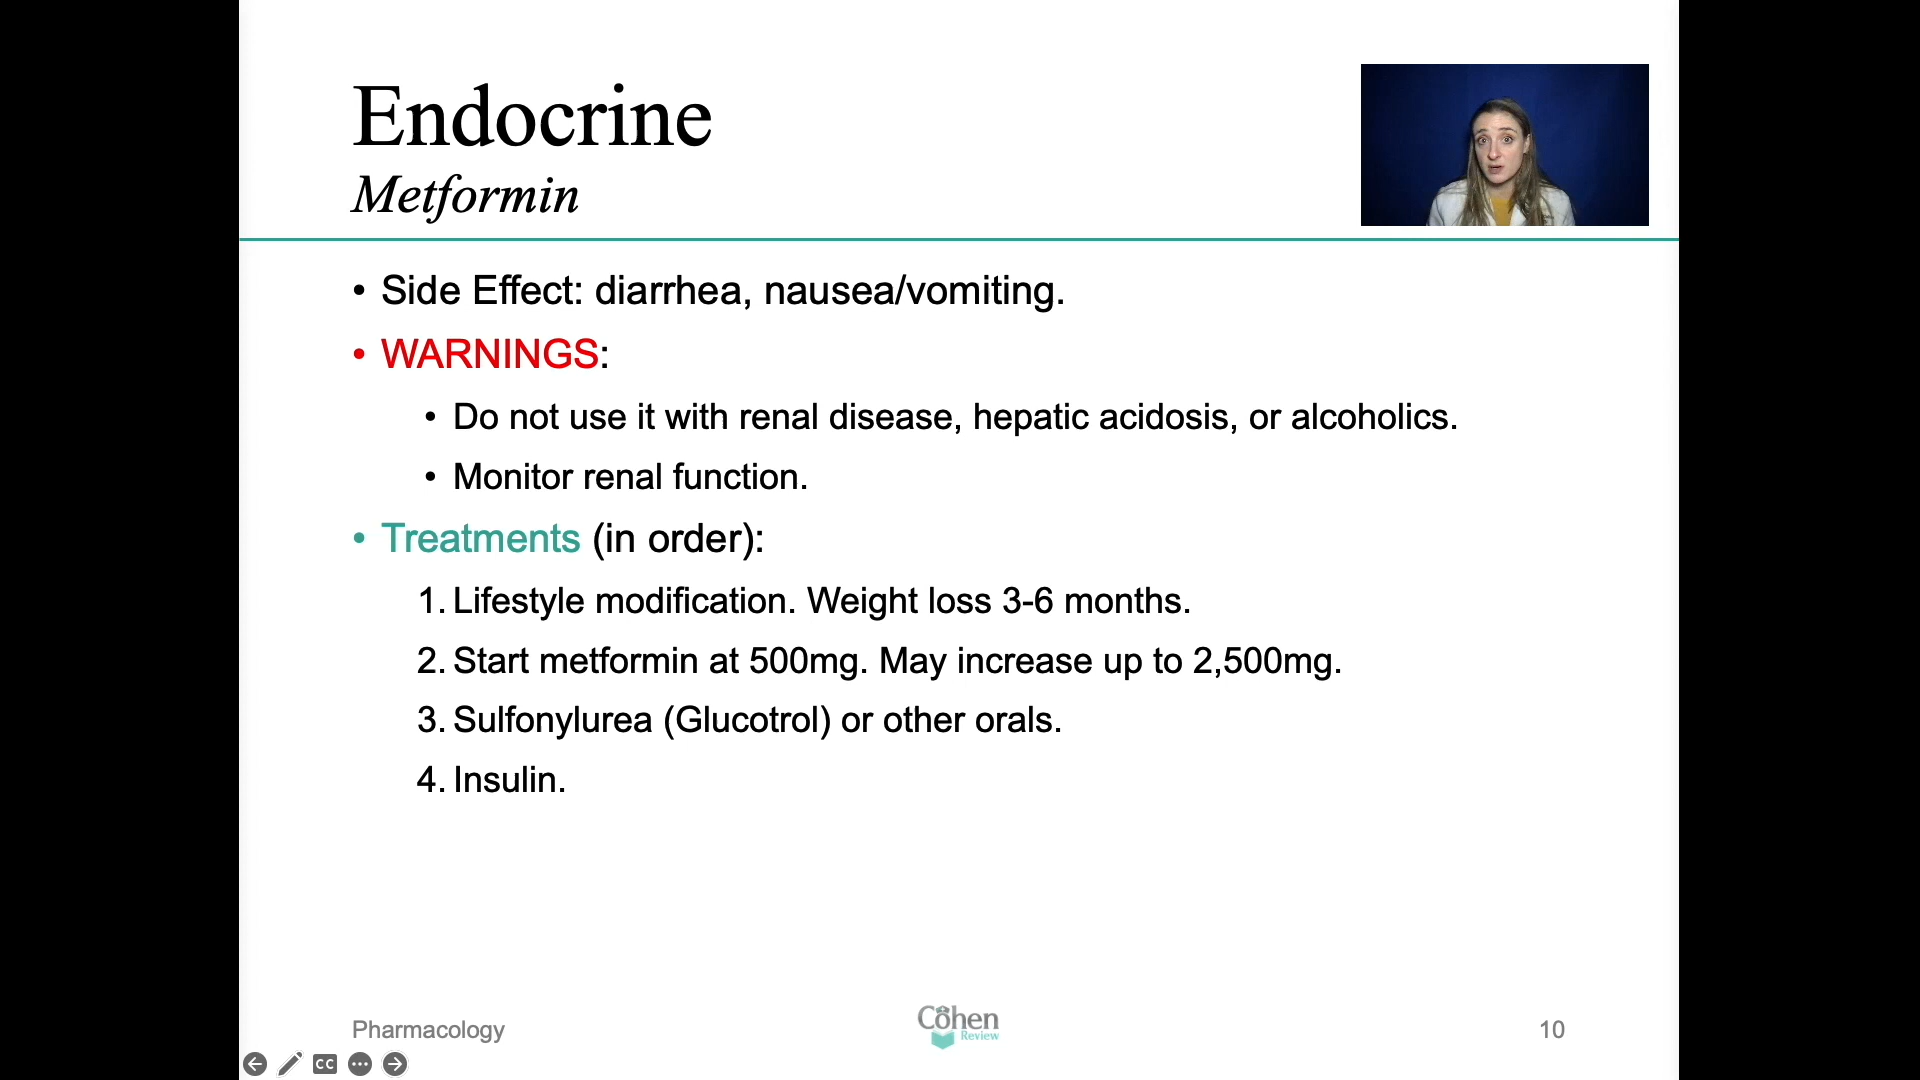 Endocrine
Metformin
• Side Effect: diarrhea, nausea/vomiting.
• WARNINGS:
• Do not use it with renal disease, hepatic acidosis, or alcoholics.
• Monitor renal function.
• Treatments (in order):
1. Lifestyle modification. Weight loss 3-6 months.
2. Start metformin at 500mg. May increase up to 2,500mg.
3. Sulfonylurea (Glucotrol) or other orals.
4. Insulin.
Pharmacology
Cohen
Review
10
CC